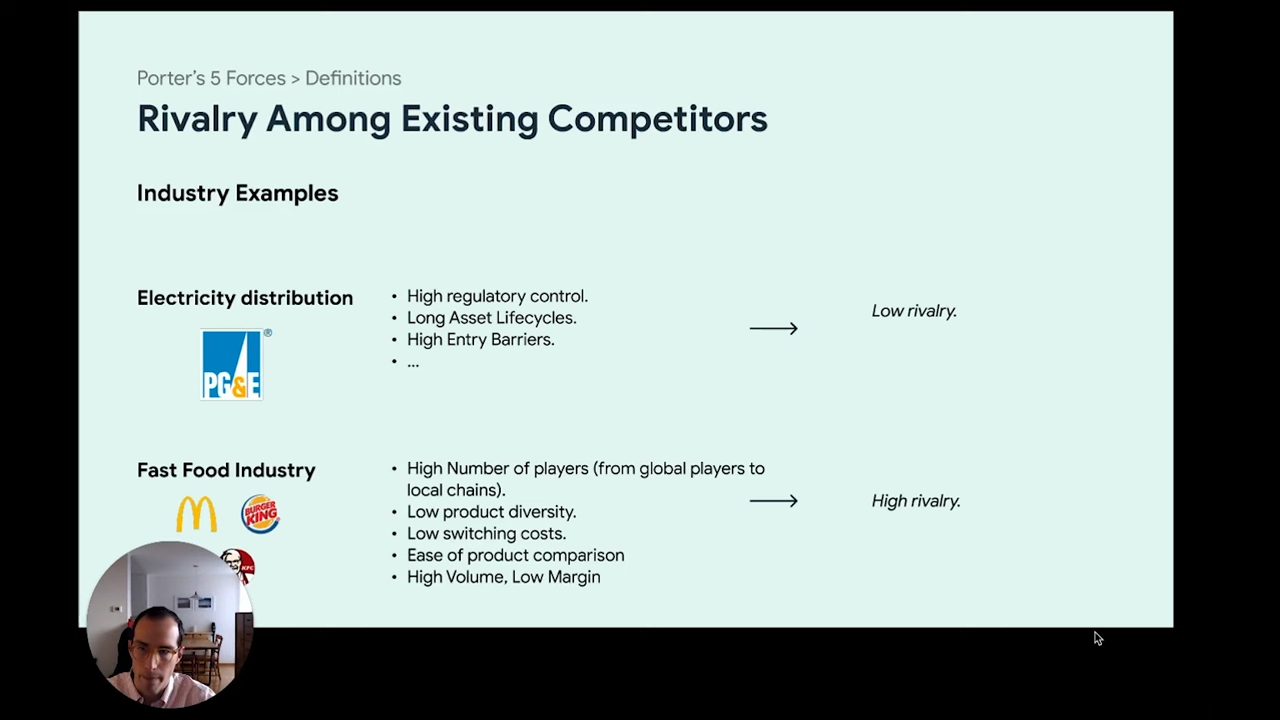 Porter's 5 Forces > Definitions
Rivalry Among Existing Competitors
Industry Examples
Electricity distribution
PG&E
®
• High regulatory control.
• Long Asset Lifecycles.
• High Entry Barriers.
• ...
Low rivalry.
Fast Food Industry
BURGER
KING
KFC
• High Number of players (from global players to
local chains).
• Low product diversity.
• Low switching costs.
• Ease of product comparison
• High Volume, Low Margin
High rivalry.